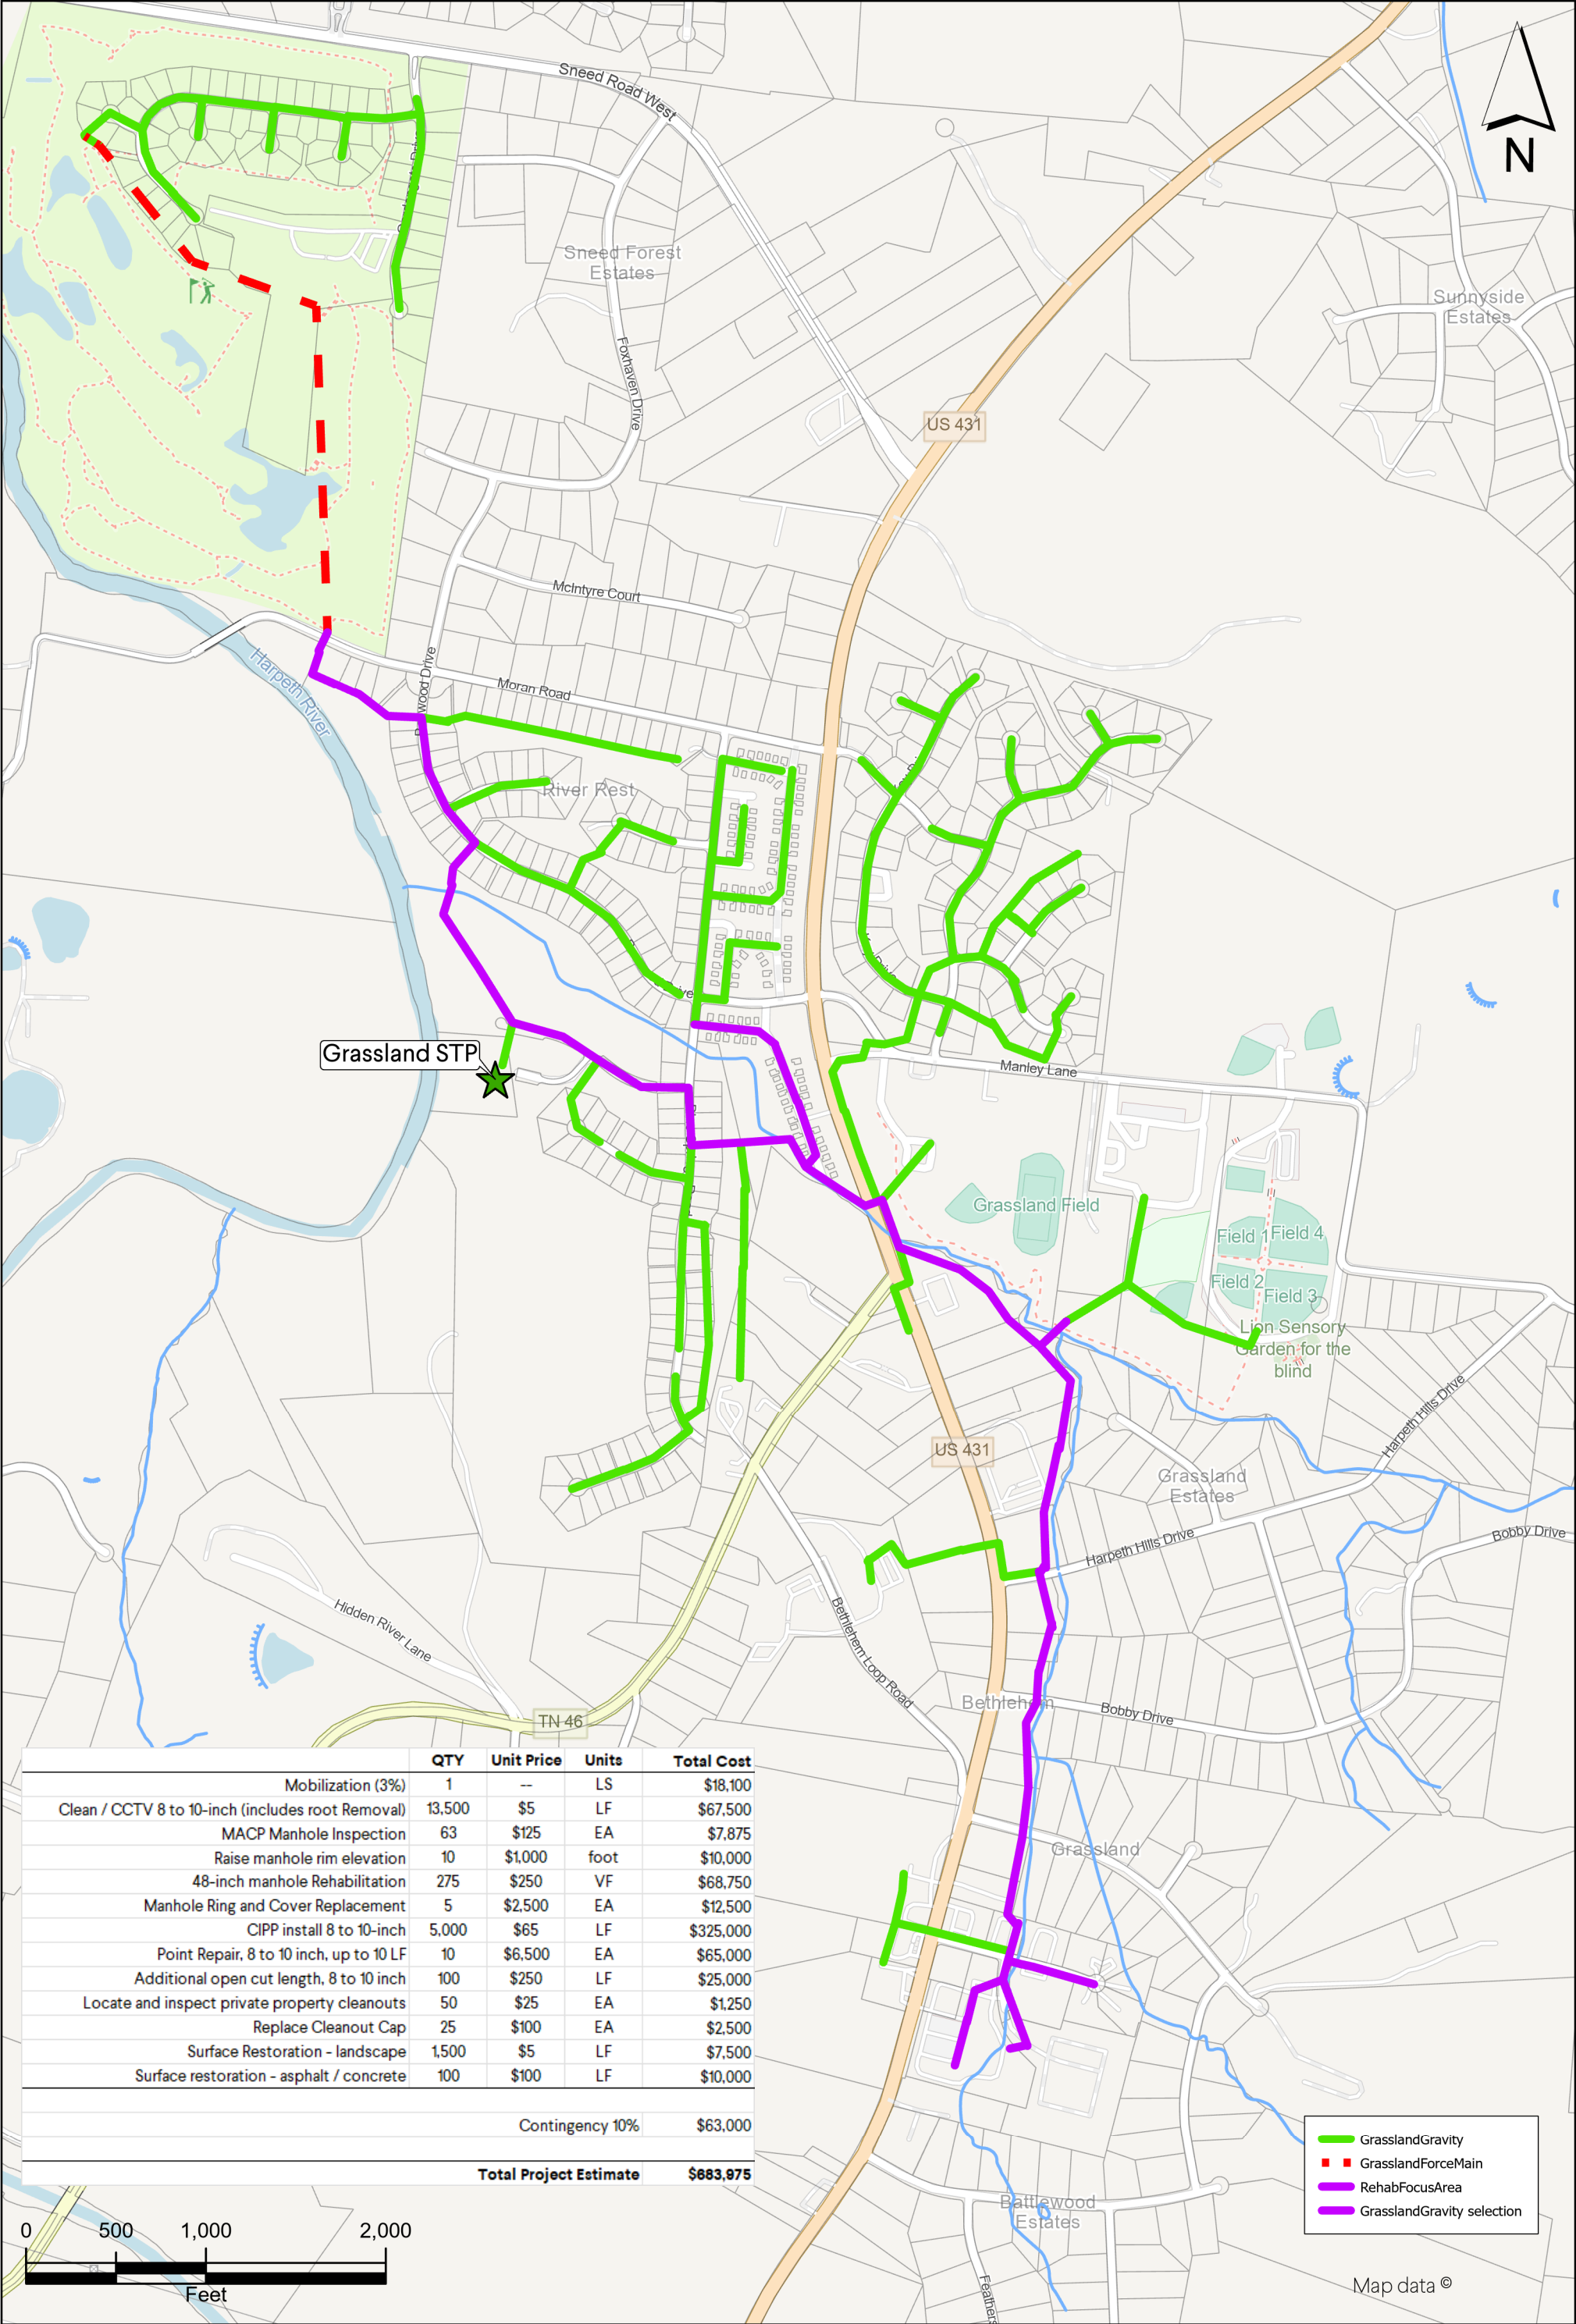 Sneed Road West
N
Sneed Forest
Estates
Sunnyside
Estates
Foxhaven Drive
US 431
McIntyre Court
Harpeth River
wood Drive
Moran Road
River Rest
Drive
Grassland STP
Manley Lane
Grassland Field
Field 1
Field 4
Field 2
Field 3
Lion Sensory
Garden for the
blind
Harpeth Hills Drive
US 431
Grassland
Estates
Harpeth Hills Drive
Bobby Drive
Hidden River Lane
Bethlehem Loop Road
Bethlehem
Bobby Drive
TN 46
Grassland
QTY Unit Price Units Total Cost
Mobilization (3%) 1 -- LS $18,100
Clean / CCTV 8 to 10-inch (includes root Removal) 13,500 $5 LF $67,500
MACP Manhole Inspection 63 $125 EA $7,875
Raise manhole rim elevation 10 $1,000 foot $10,000
48-inch manhole Rehabilitation 275 $250 VF $68,750
Manhole Ring and Cover Replacement 5 $2,500 EA $12,500
CIPP install 8 to 10-inch 5,000 $65 LF $325,000
Point Repair, 8 to 10 inch, up to 10 LF 10 $6,500 EA $65,000
Additional open cut length, 8 to 10 inch 100 $250 LF $25,000
Locate and inspect private property cleanouts 50 $25 EA $1,250
Replace Cleanout Cap 25 $100 EA $2,500
Surface Restoration - landscape 1,500 $5 LF $7,500
Surface restoration - asphalt / concrete 100 $100 LF $10,000
Contingency 10% $63,000
Total Project Estimate $683,975
Battlewood
Estates
Feathers
GrasslandGravity
GrasslandForceMain
RehabFocusArea
GrasslandGravity selection
0 500 1,000 2,000
Feet
Map data ©